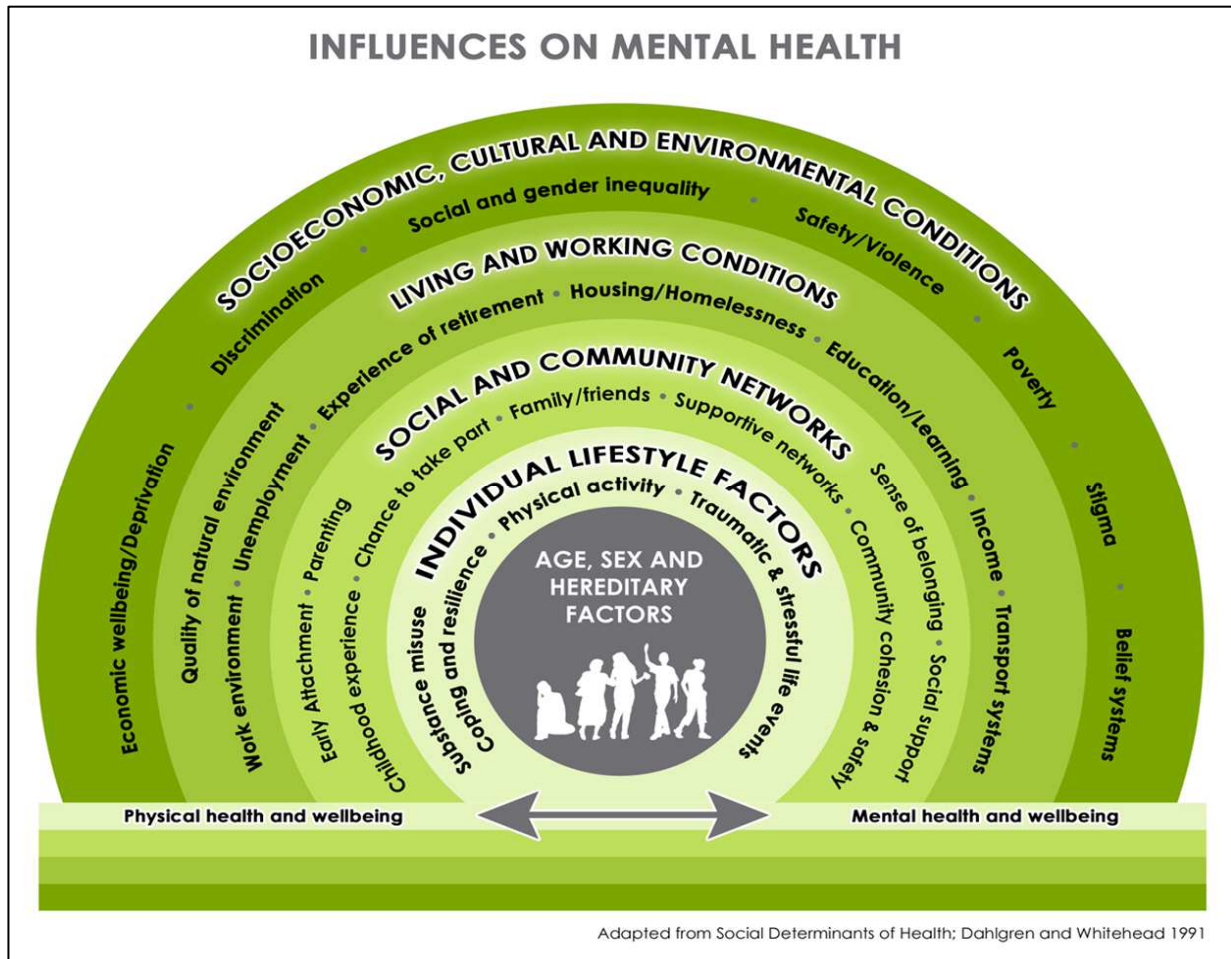 INFLUENCES ON MENTAL HEALTH
SOCIOECONOMIC, CULTURAL AND ENVIRONMENTAL CONDITIONS
Economic wellbeing/Deprivation • Discrimination • Social and gender inequality • Safety/Violence • Poverty • Stigma • Belief systems
LIVING AND WORKING CONDITIONS
Quality of natural environment
Work environment • Unemployment • Experience of retirement • Housing/Homelessness • Education/Learning • Income • Transport systems
SOCIAL AND COMMUNITY NETWORKS
Early Attachment • Parenting
Childhood experience • Chance to take part • Family/friends • Supportive networks • Community cohesion & safety
Sense of belonging • Social support
INDIVIDUAL LIFESTYLE FACTORS
Substance misuse
Coping and resilience • Physical activity • Traumatic & stressful life events
AGE, SEX AND
HEREDITARY
FACTORS
Physical health and wellbeing
Mental health and wellbeing
Adapted from Social Determinants of Health; Dahlgren and Whitehead 1991